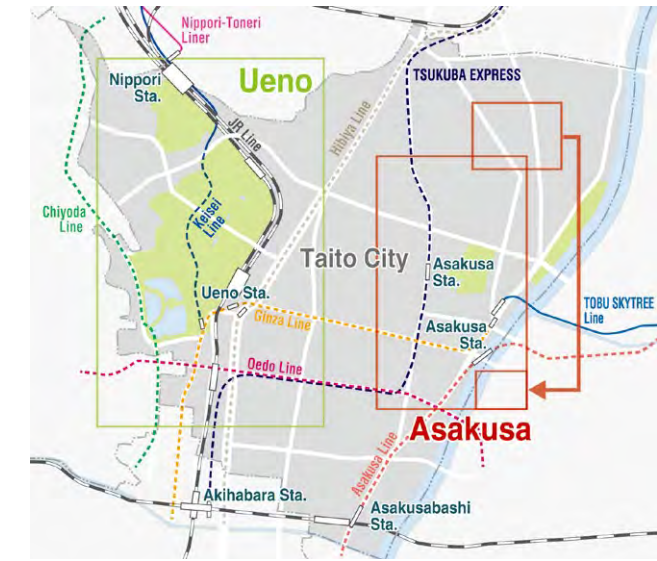 Nippori-Toneri
Liner
Nippori
Sta.
Ueno
TSUKUBA EXPRESS
JR Line
Hibiya Line
Chiyoda
Line
Keisei
Line
Taito City
Asakusa
Sta.
Ueno Sta.
Ginza Line
TOBU SKYTREE
Line
Asakusa
Sta.
Oedo Line
Asakusa
Asakusa Line
Akihabara Sta.
Asakusabashi
Sta.